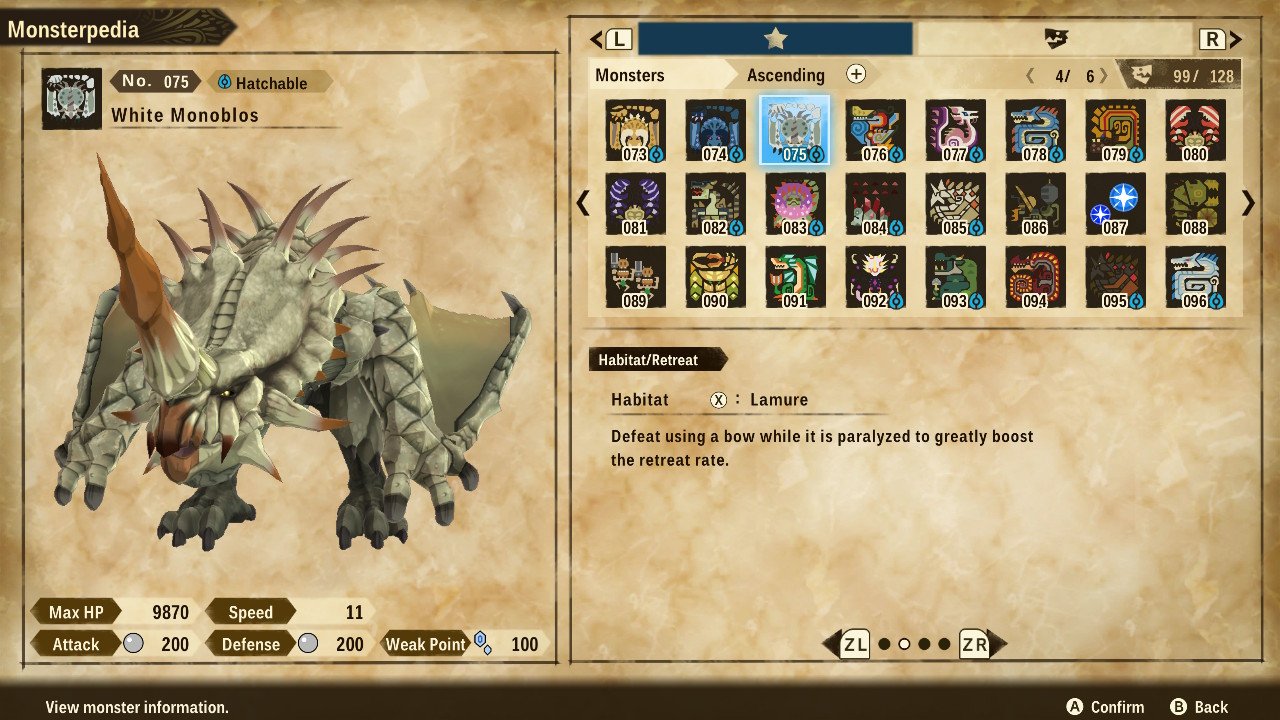 Monsterpedia
No. 075
Hatchable
White Monoblos
Max HP 9870
Speed 11
Attack 200
Defense 200
Weak Point 100
L
R
Monsters
Ascending
4/ 6
99/ 128
073 074 075 076 077 078 079 080
081 082 083 084 085 086 087 088
089 090 091 092 093 094 095 096
Habitat/Retreat
Habitat X : Lamure
Defeat using a bow while it is paralyzed to greatly boost
the retreat rate.
ZL ZR
View monster information.
A Confirm B Back